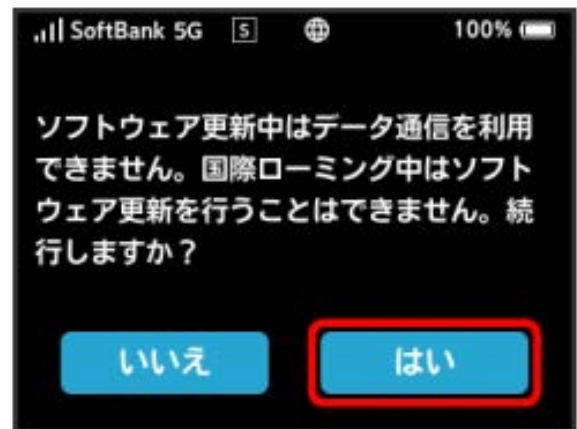 SoftBank 5G S 100%
ソフトウェア更新中はデータ通信を利用
できません。国際ローミング中はソフト
ウェア更新を行うことはできません。続
行しますか？
いいえ はい